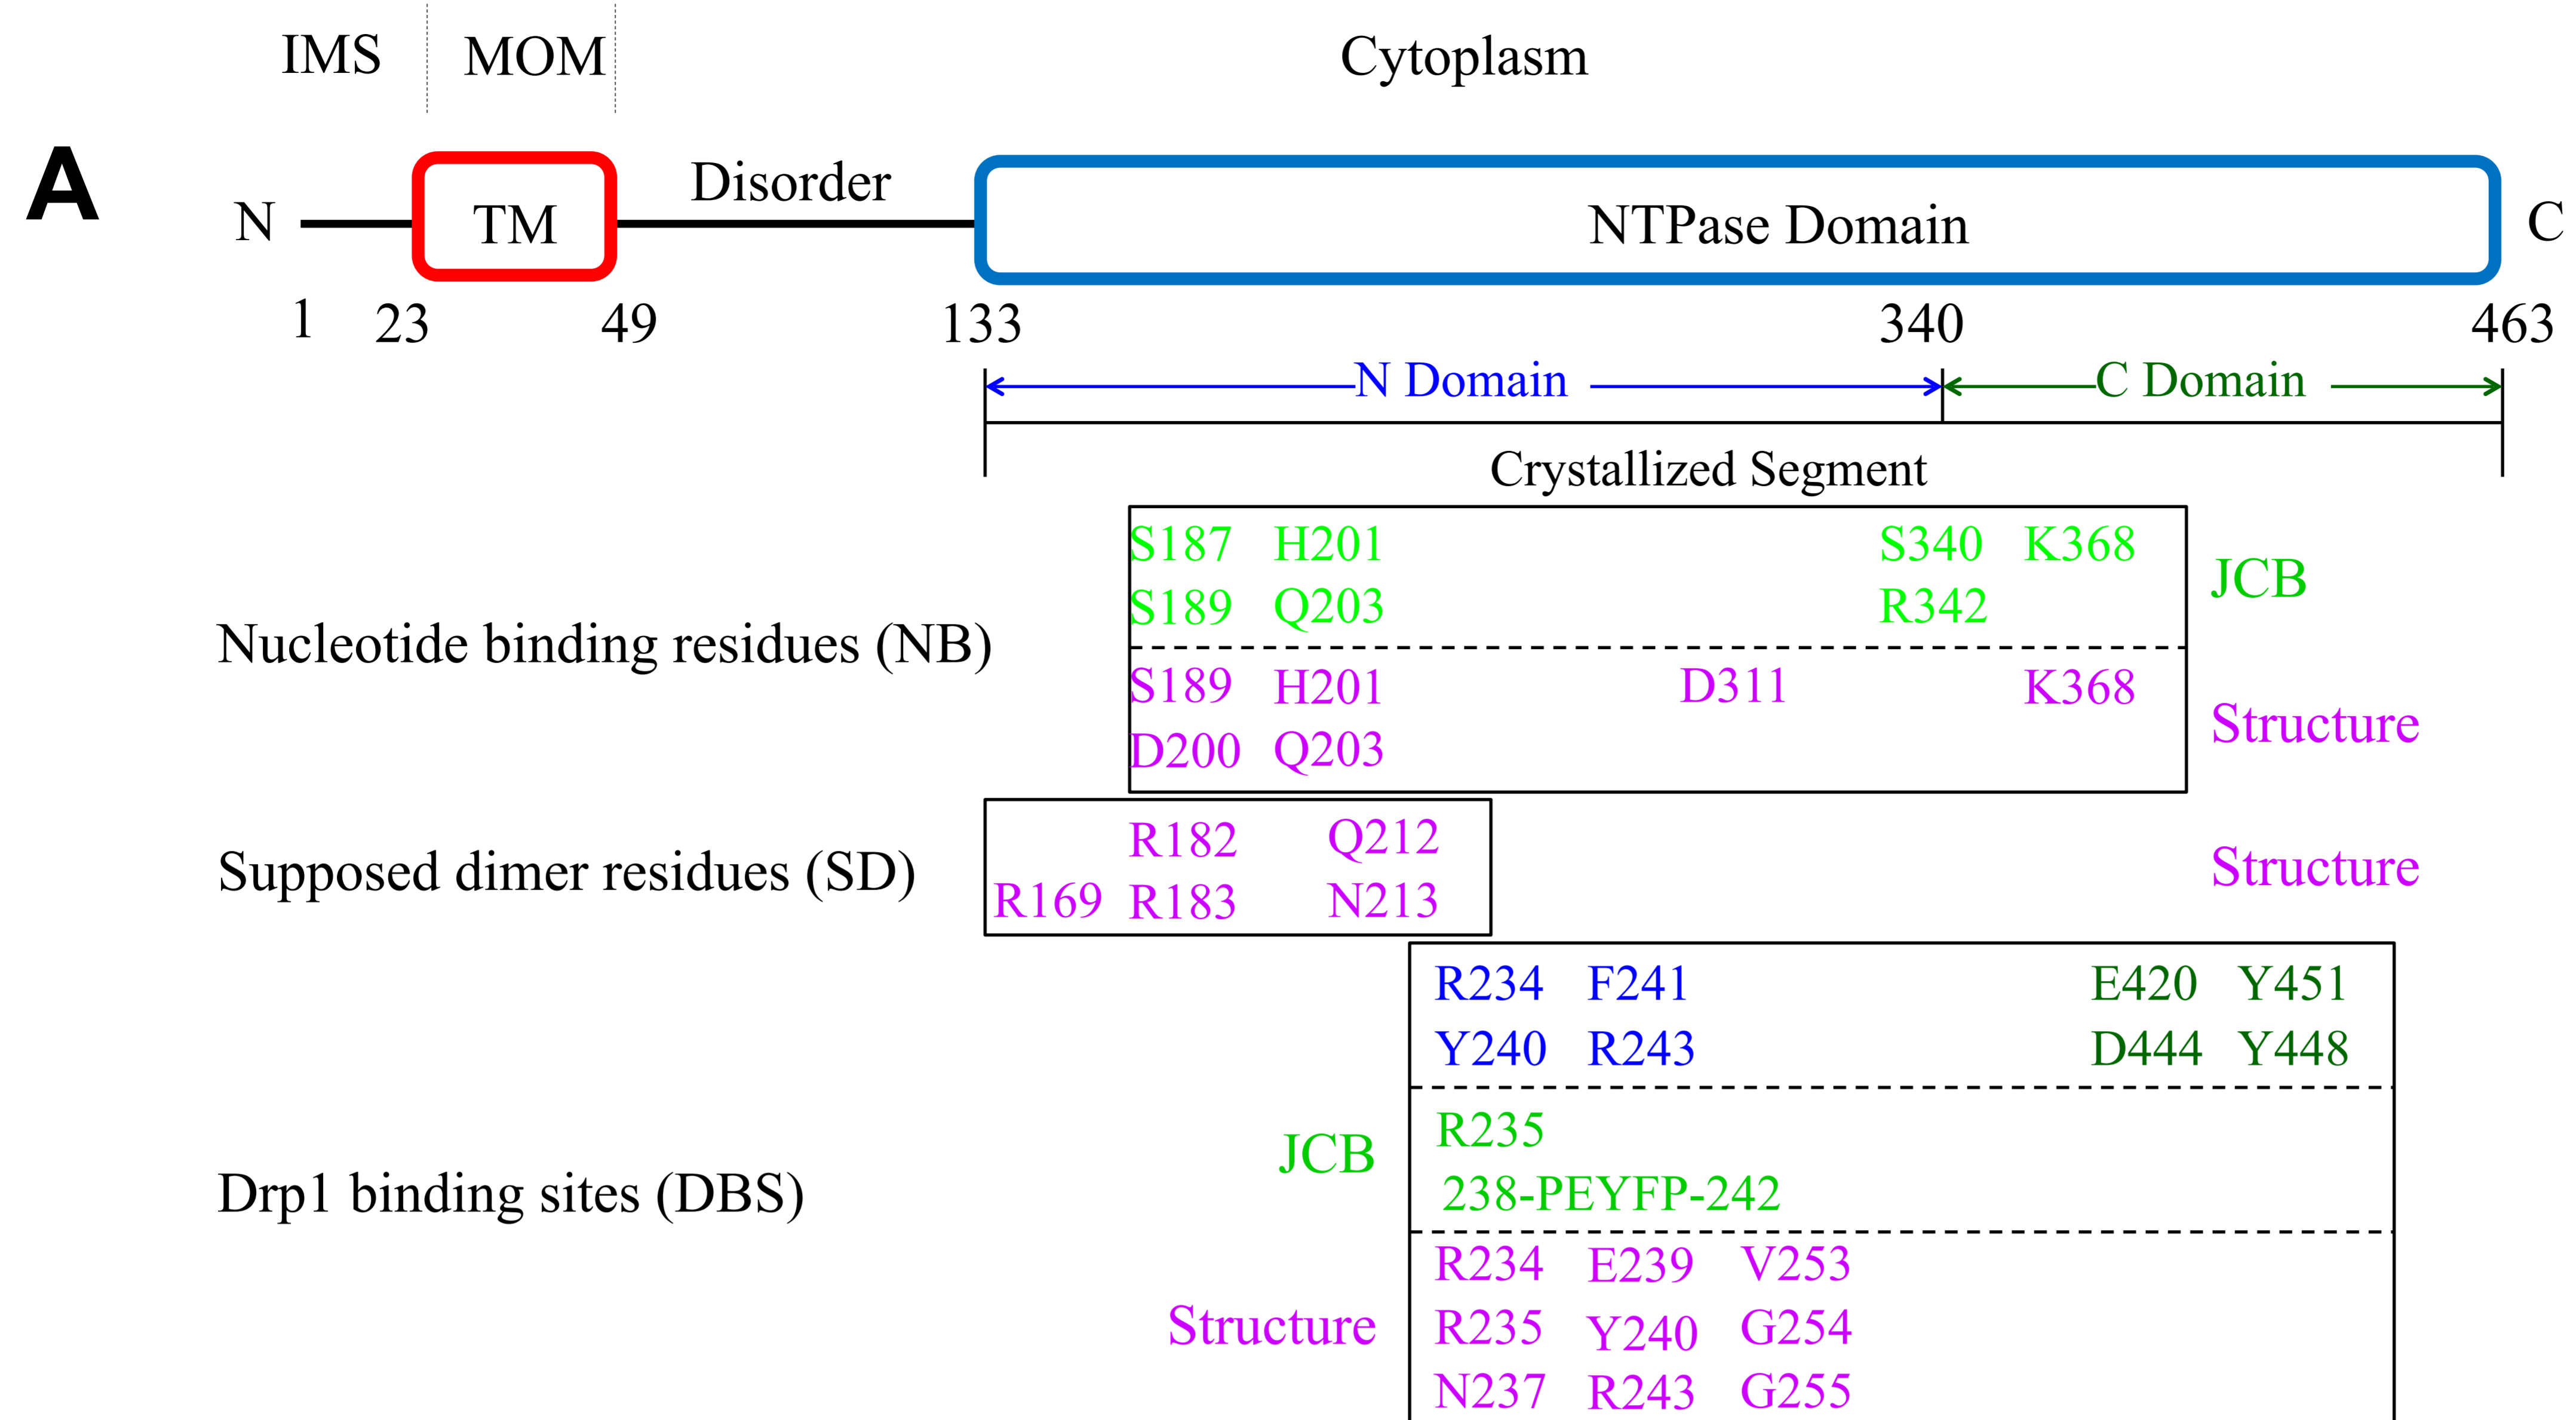 IMS MOM Cytoplasm
A
Disorder
N TM NTPase Domain C
1 23 49 133 340 463
N Domain C Domain
Crystallized Segment
S187 H201 S340 K368
JCB
S189 Q203 R342
Nucleotide binding residues (NB)
S189 H201 D311 K368
Structure
D200 Q203
R182 Q212
Supposed dimer residues (SD) Structure
R169 R183 N213
R234 F241 E420 Y451
Y240 R243 D444 Y448
R235
JCB
238-PEYFP-242
Drp1 binding sites (DBS)
R234 E239 V253
Structure R235 Y240 G254
N237 R243 G255